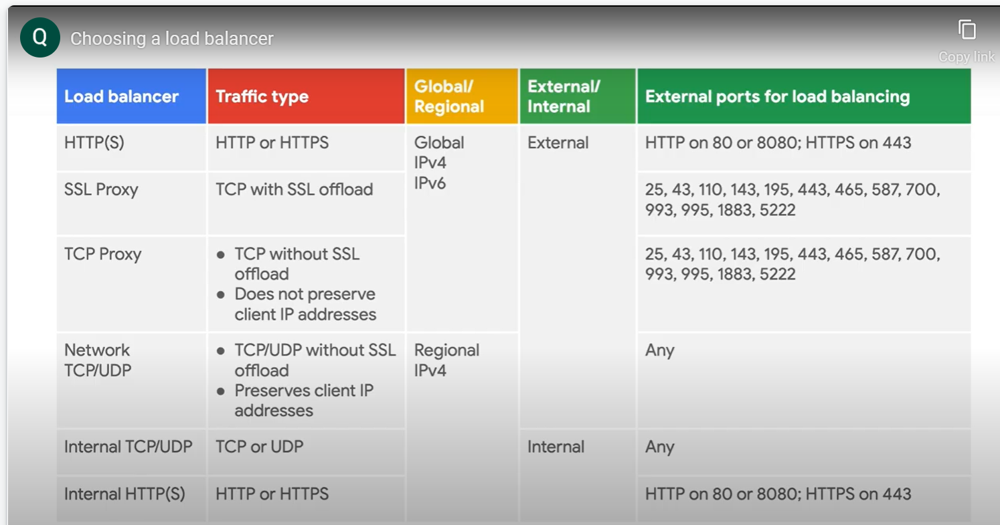 Q
Choosing a load balancer
Copy link
Load balancer
Traffic type
Global/
Regional
External/
Internal
External ports for load balancing
HTTP(S)
HTTP or HTTPS
Global
IPv4
IPv6
External
HTTP on 80 or 8080; HTTPS on 443
SSL Proxy
TCP with SSL offload
25, 43, 110, 143, 195, 443, 465, 587, 700,
993, 995, 1883, 5222
TCP Proxy
● TCP without SSL
offload
● Does not preserve
client IP addresses
25, 43, 110, 143, 195, 443, 465, 587, 700,
993, 995, 1883, 5222
Network
TCP/UDP
● TCP/UDP without SSL
offload
● Preserves client IP
addresses
Regional
IPv4
Any
Internal TCP/UDP
TCP or UDP
Internal
Any
Internal HTTP(S)
HTTP or HTTPS
HTTP on 80 or 8080; HTTPS on 443